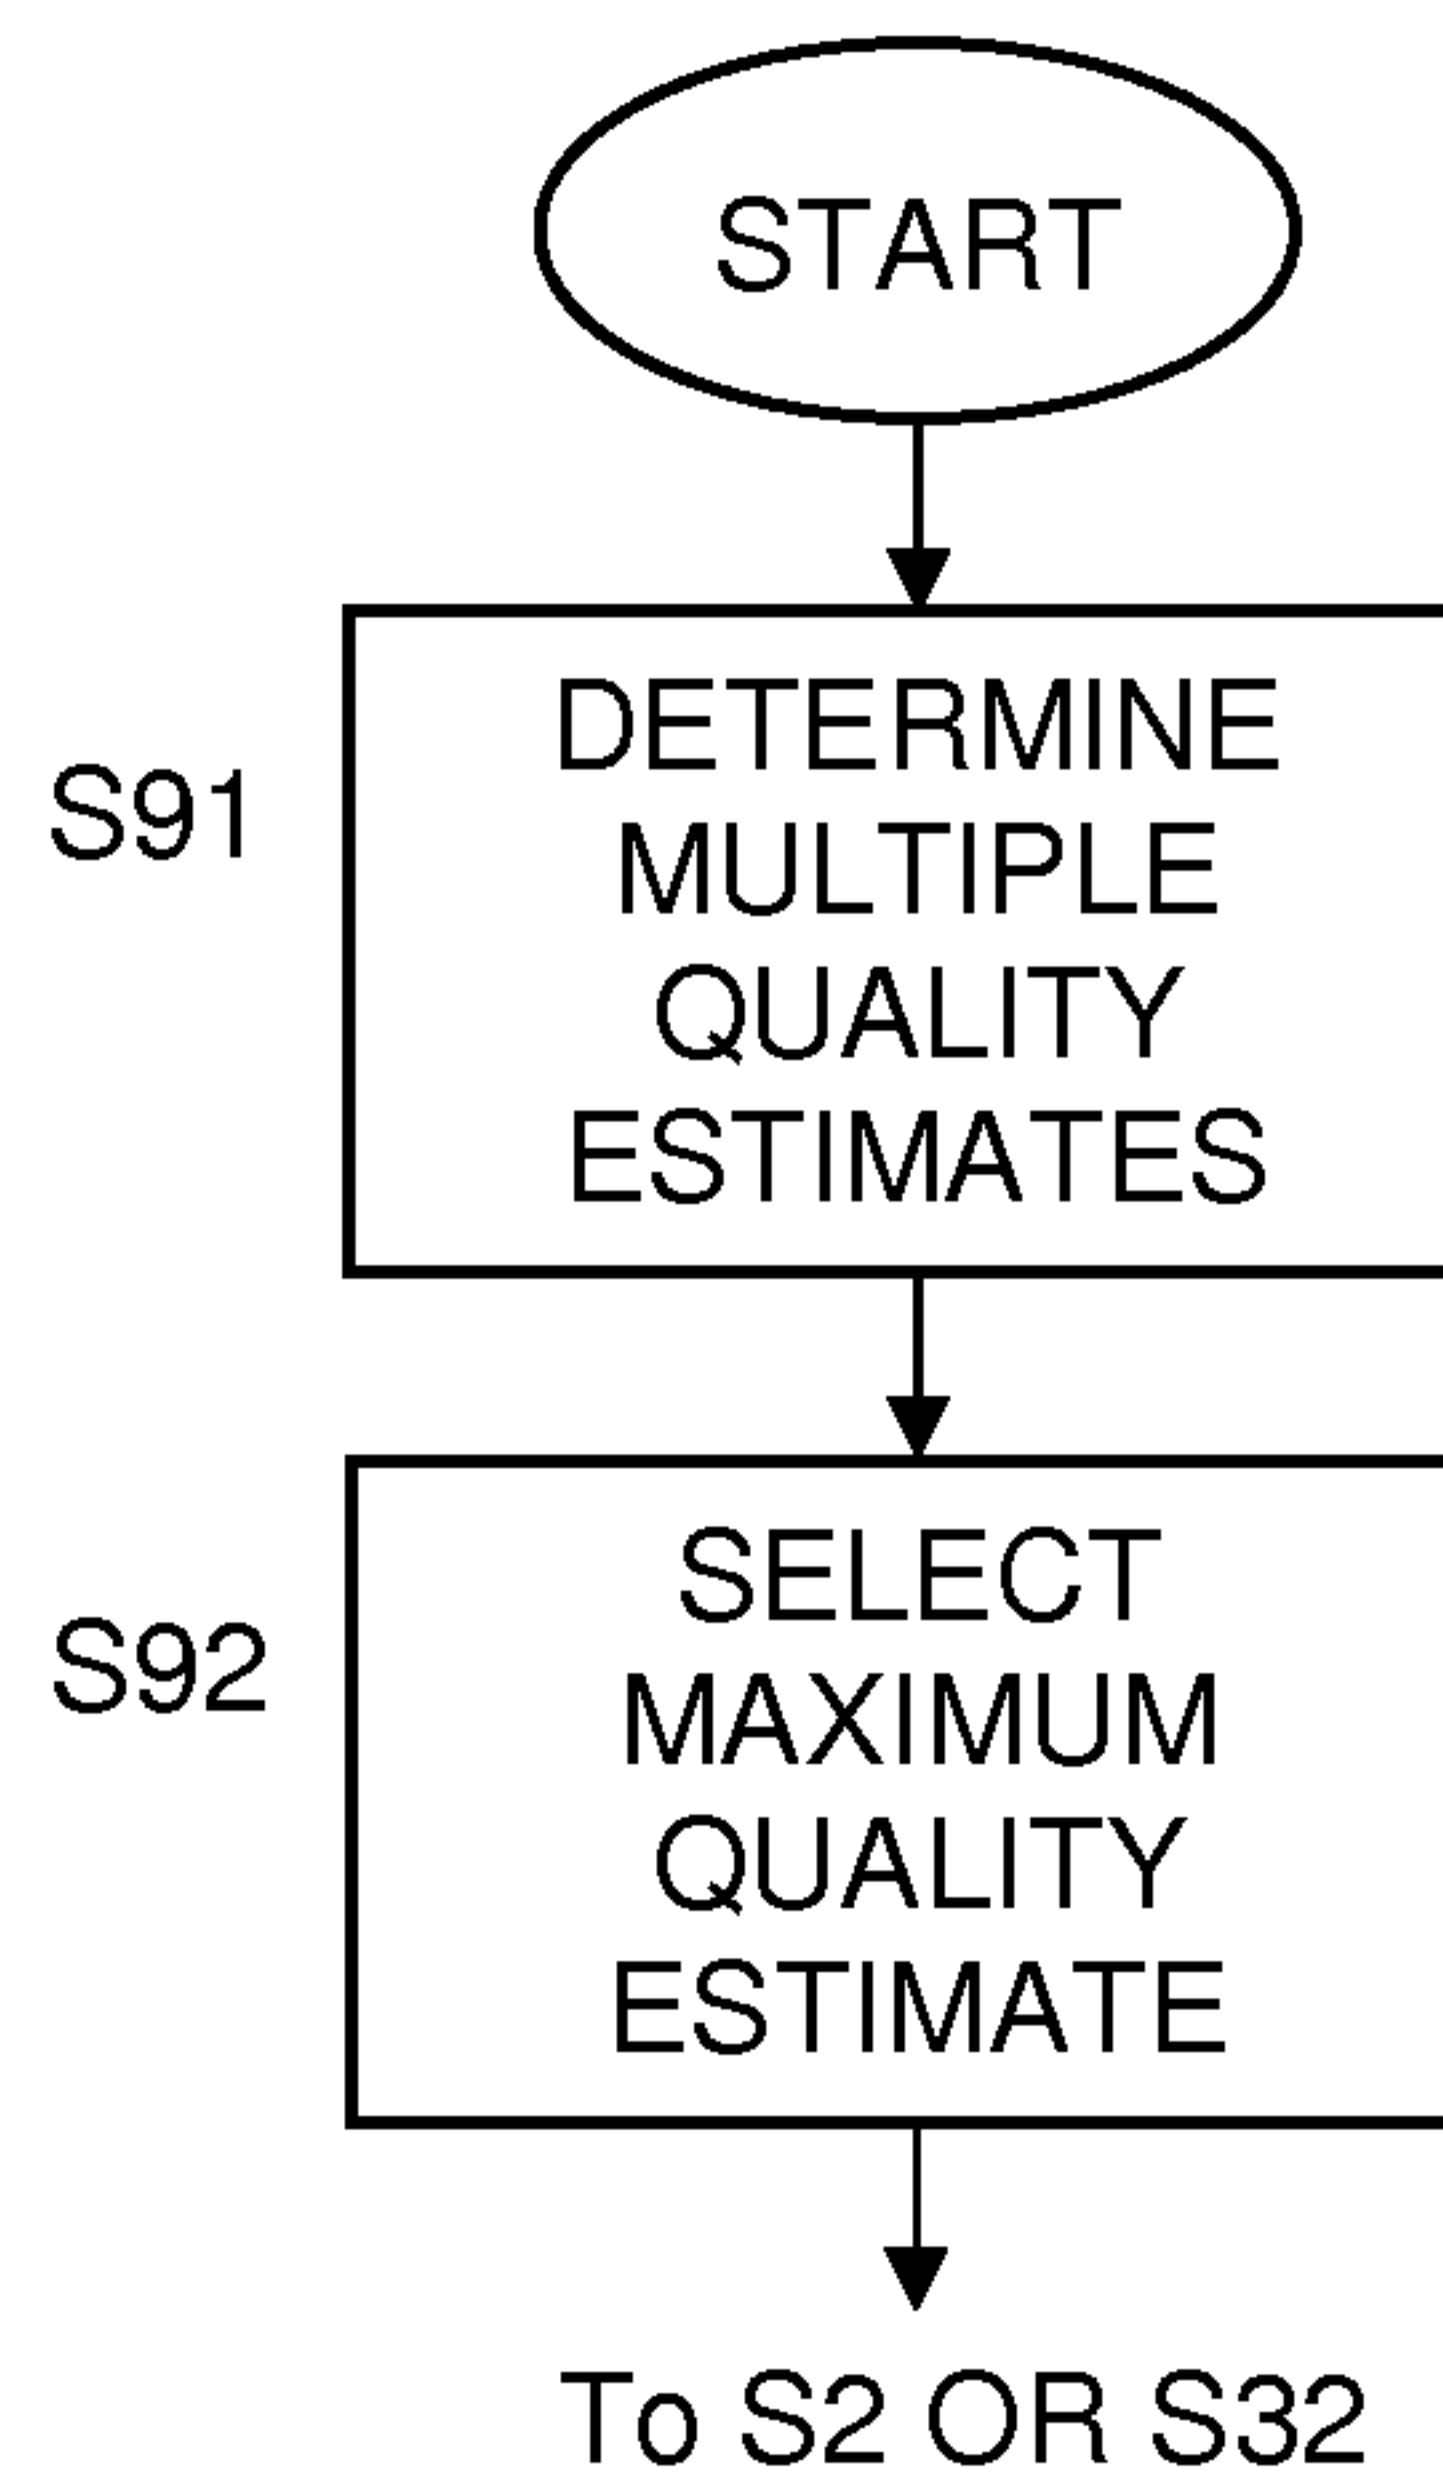 START
S91
DETERMINE
MULTIPLE
QUALITY
ESTIMATES
S92
SELECT
MAXIMUM
QUALITY
ESTIMATE
To S2 OR S32